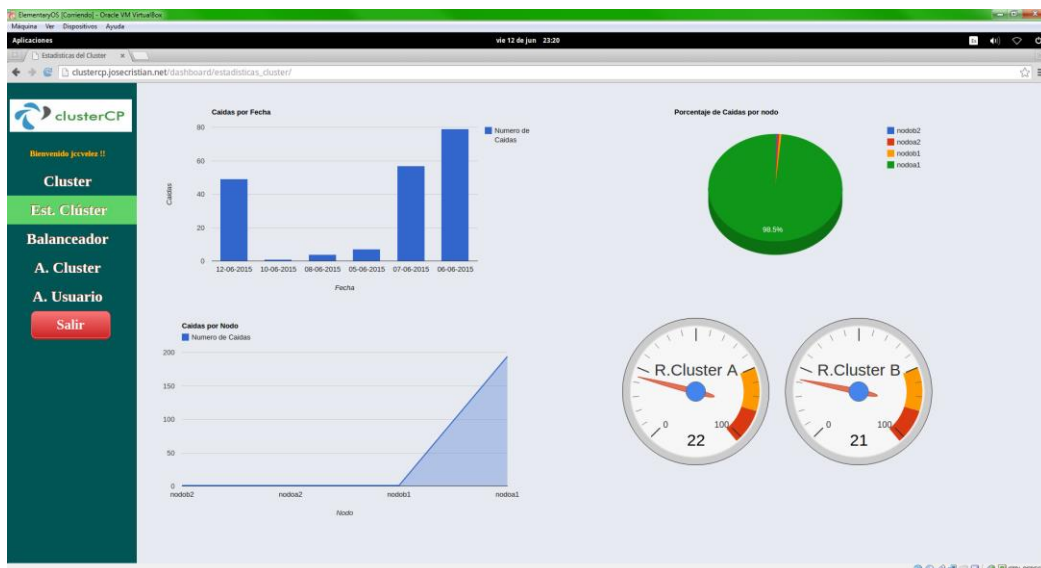 ElementaryOS [Corriendo] - Oracle VM VirtualBox
Máquina Ver Dispositivos Ayuda
Aplicaciones
vie 12 de jun 23:20
Estadísticas del Cluster
clustercp.josecristian.net/dashboard/estadisticas_cluster/
clusterCP
Bienvenido jccvelez !!
Cluster
Est. Clúster
Balanceador
A. Cluster
A. Usuario
Salir
Caidas por Fecha
Numero de
Caidas
80
60
40
20
0
Caidas
12-06-2015 10-06-2015 08-06-2015 05-06-2015 07-06-2015 06-06-2015
Fecha
Porcentaje de Caidas por nodo
nodob2
nodoa2
nodob1
nodoa1
98.5%
Caidas por Nodo
Numero de Caidas
200
150
100
50
0
nodob2 nodoa2 nodob1 nodoa1
Nodo
R.Cluster A
0 100
22
R.Cluster B
0 100
21